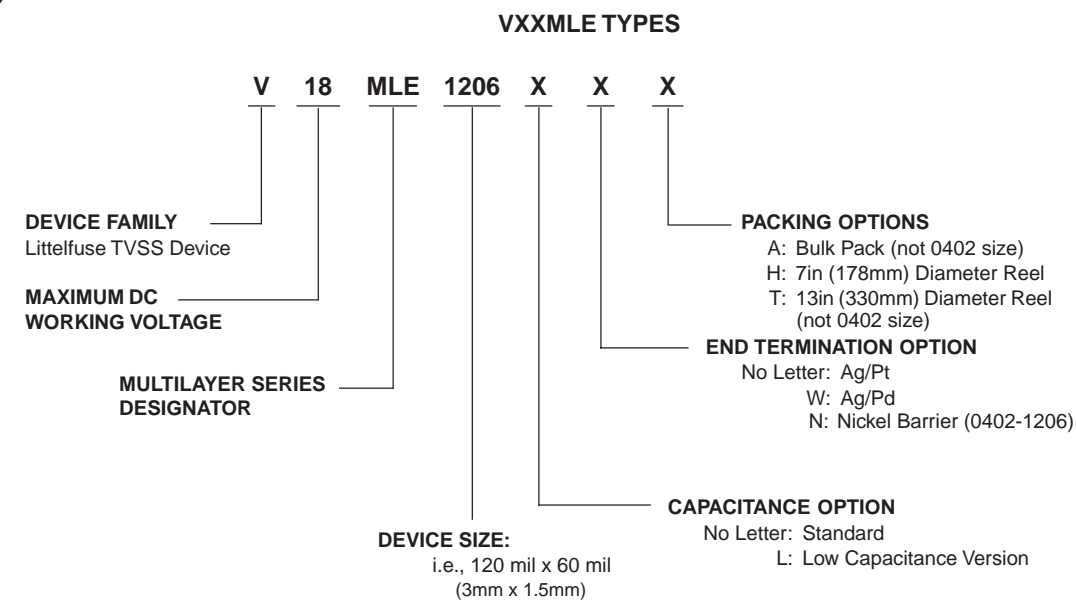 VXXMLE TYPES
V 18 MLE 1206 X X X
DEVICE FAMILY
Littelfuse TVSS Device
MAXIMUM DC
WORKING VOLTAGE
MULTILAYER SERIES
DESIGNATOR
DEVICE SIZE:
i.e., 120 mil x 60 mil
(3mm x 1.5mm)
CAPACITANCE OPTION
No Letter: Standard
L: Low Capacitance Version
END TERMINATION OPTION
No Letter: Ag/Pt
W: Ag/Pd
N: Nickel Barrier (0402-1206)
PACKING OPTIONS
A: Bulk Pack (not 0402 size)
H: 7in (178mm) Diameter Reel
T: 13in (330mm) Diameter Reel
(not 0402 size)